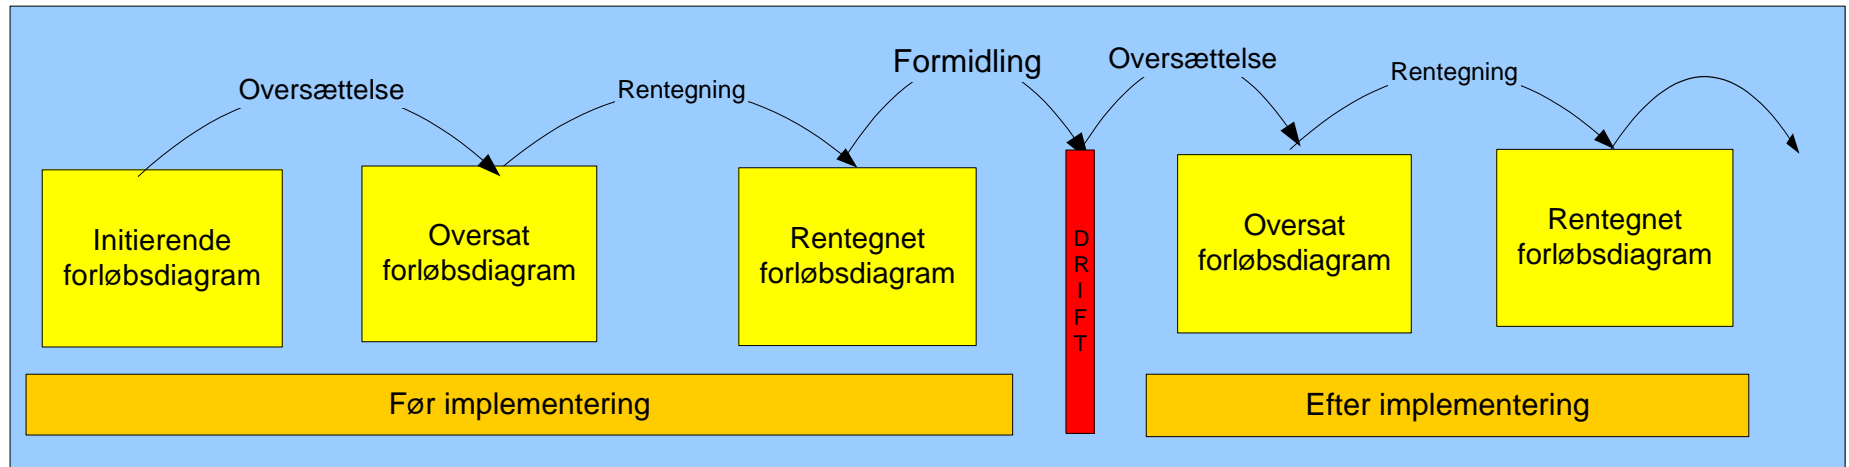 Oversættelse
Rentegning
Formidling
Oversættelse
Rentegning
Initierende
forløbsdiagram
Oversat
forløbsdiagram
Rentegnet
forløbsdiagram
DRIFT
Oversat
forløbsdiagram
Rentegnet
forløbsdiagram
Før implementering
Efter implementering